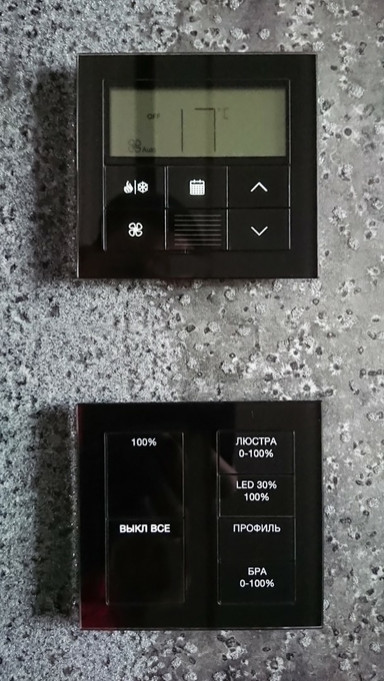 OFF
17°C
Auto
100%
ВЫКЛ ВСЕ
ЛЮСТРА
0-100%
LED 30%
100%
ПРОФИЛЬ
БРА
0-100%